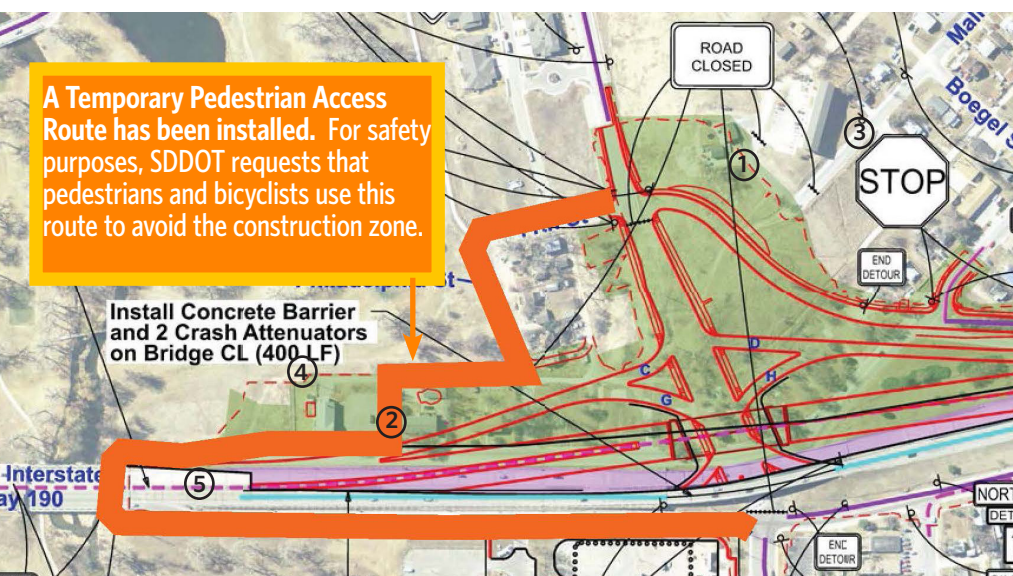 ROAD
CLOSED
A Temporary Pedestrian Access
Route has been installed. For safety
purposes, SDDOT requests that
pedestrians and bicyclists use this
route to avoid the construction zone.
Boegel
1
3
STOP
END
DETOUR
Install Concrete Barrier
and 2 Crash Attenuators
on Bridge CL (400 LF)
4
D
C
H
G
2
Interstate
190
5
END
DETOUR